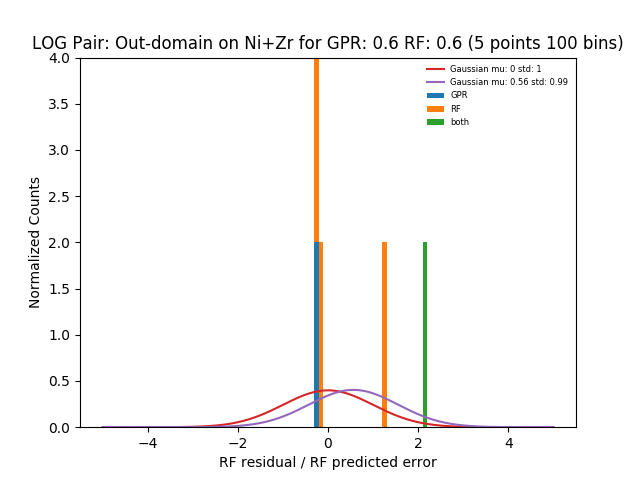 LOG Pair: Out-domain on Ni+Zr for GPR: 0.6 RF: 0.6 (5 points 100 bins)
4.0
3.5
3.0
2.5
2.0
1.5
1.0
0.5
0.0
Normalized Counts
Gaussian mu: 0 std: 1
Gaussian mu: 0.56 std: 0.99
GPR
RF
both
−4 −2 0 2 4
RF residual / RF predicted error